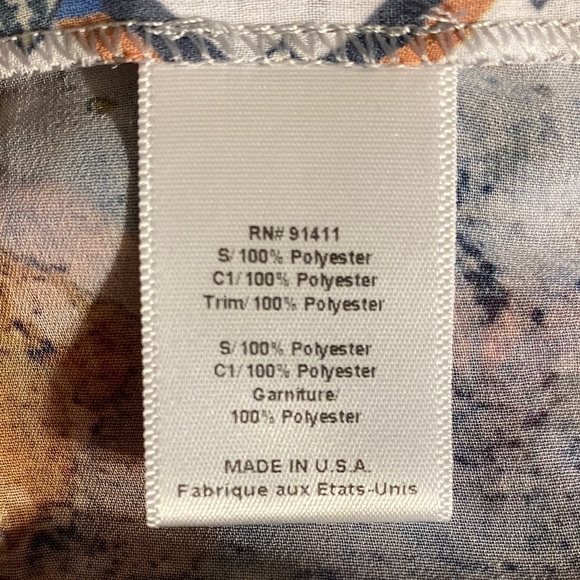 RN# 91411
S/ 100% Polyester
C1/ 100% Polyester
Trim/ 100% Polyester
S/ 100% Polyester
C1/ 100% Polyester
Garniture/
100% Polyester
MADE IN U.S.A.
Fabrique aux Etats-Unis